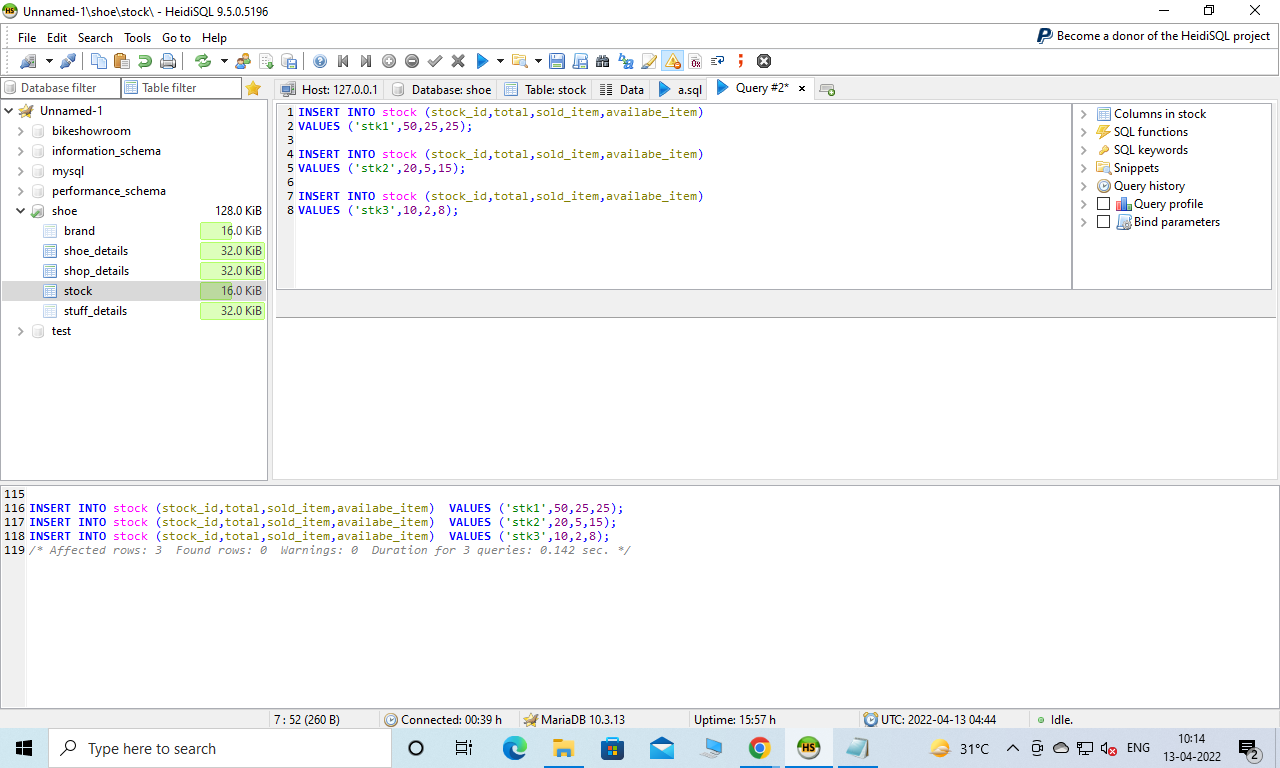 Unnamed-1\shoe\stock\ - HeidiSQL 9.5.0.5196
File Edit Search Tools Go to Help
Become a donor of the HeidiSQL project
Database filter
Table filter
Host: 127.0.0.1
Database: shoe
Table: stock
Data
a.sql
Query #2*
Unnamed-1
bikeshowroom
information_schema
mysql
performance_schema
shoe 128.0 KiB
brand 16.0 KiB
shoe_details 32.0 KiB
shop_details 32.0 KiB
stock 16.0 KiB
stuff_details 32.0 KiB
test
1 INSERT INTO stock (stock_id,total,sold_item,availabe_item)
2 VALUES ('stk1',50,25,25);
3
4 INSERT INTO stock (stock_id,total,sold_item,availabe_item)
5 VALUES ('stk2',20,5,15);
6
7 INSERT INTO stock (stock_id,total,sold_item,availabe_item)
8 VALUES ('stk3',10,2,8);
Columns in stock
SQL functions
SQL keywords
Snippets
Query history
Query profile
Bind parameters
115
116 INSERT INTO stock (stock_id,total,sold_item,availabe_item)  VALUES ('stk1',50,25,25);
117 INSERT INTO stock (stock_id,total,sold_item,availabe_item)  VALUES ('stk2',20,5,15);
118 INSERT INTO stock (stock_id,total,sold_item,availabe_item)  VALUES ('stk3',10,2,8);
119 /* Affected rows: 3  Found rows: 0  Warnings: 0  Duration for 3 queries: 0.142 sec. */
7 : 52 (260 B)
Connected: 00:39 h
MariaDB 10.3.13
Uptime: 15:57 h
UTC: 2022-04-13 04:44
Idle.
Type here to search
HS
31°C
ENG
10:14
13-04-2022
2